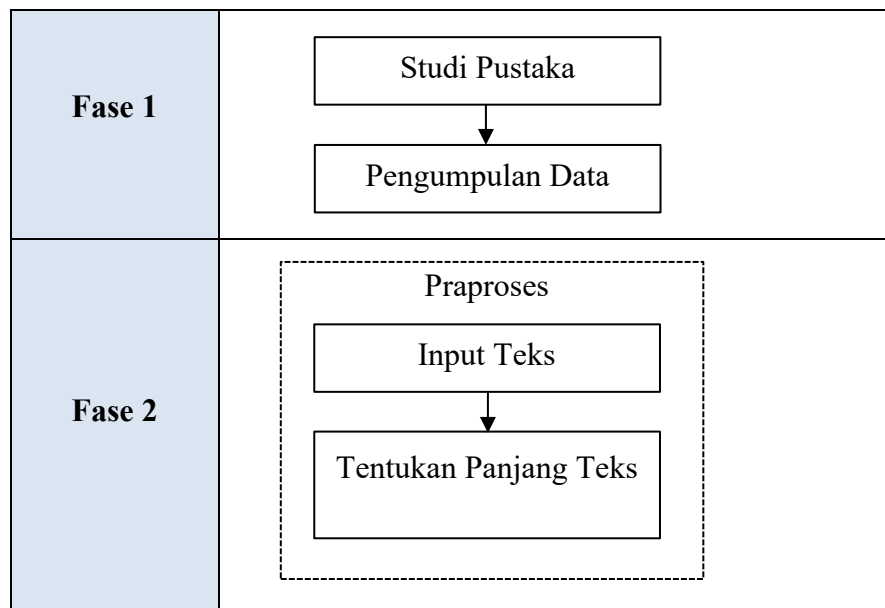 Fase 1
Studi Pustaka
Pengumpulan Data
Fase 2
Praproses
Input Teks
Tentukan Panjang Teks